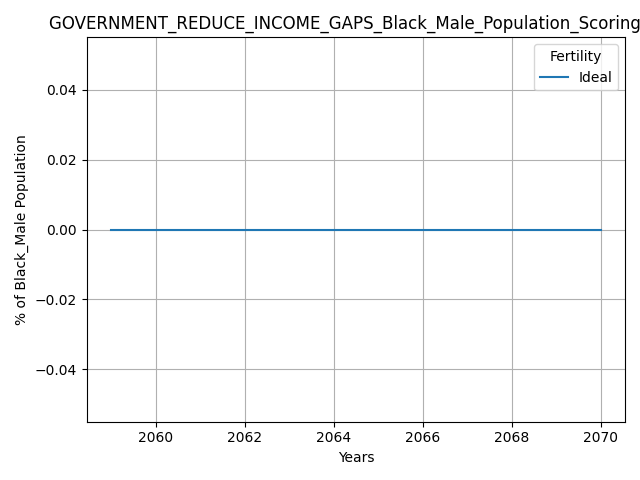 GOVERNMENT_REDUCE_INCOME_GAPS_Black_Male_Population_Scoring
Fertility
Ideal
0.04
0.02
0.00
−0.02
−0.04
% of Black_Male Population
2060 2062 2064 2066 2068 2070
Years